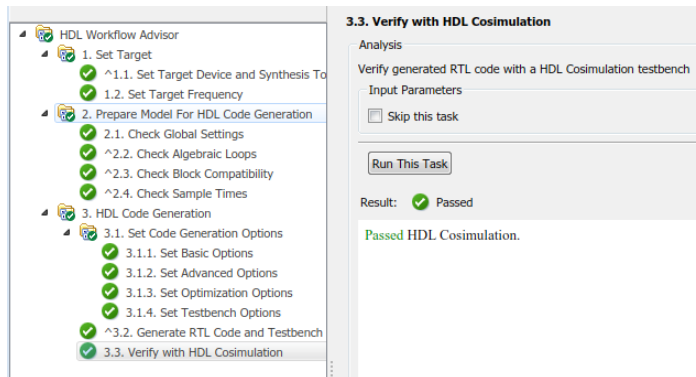 HDL Workflow Advisor
1. Set Target
^1.1. Set Target Device and Synthesis To
1.2. Set Target Frequency
2. Prepare Model For HDL Code Generation
2.1. Check Global Settings
^2.2. Check Algebraic Loops
^2.3. Check Block Compatibility
^2.4. Check Sample Times
3. HDL Code Generation
3.1. Set Code Generation Options
3.1.1. Set Basic Options
3.1.2. Set Advanced Options
3.1.3. Set Optimization Options
3.1.4. Set Testbench Options
^3.2. Generate RTL Code and Testbench
3.3. Verify with HDL Cosimulation
3.3. Verify with HDL Cosimulation
Analysis
Verify generated RTL code with a HDL Cosimulation testbench
Input Parameters
Skip this task
Run This Task
Result: Passed
Passed HDL Cosimulation.